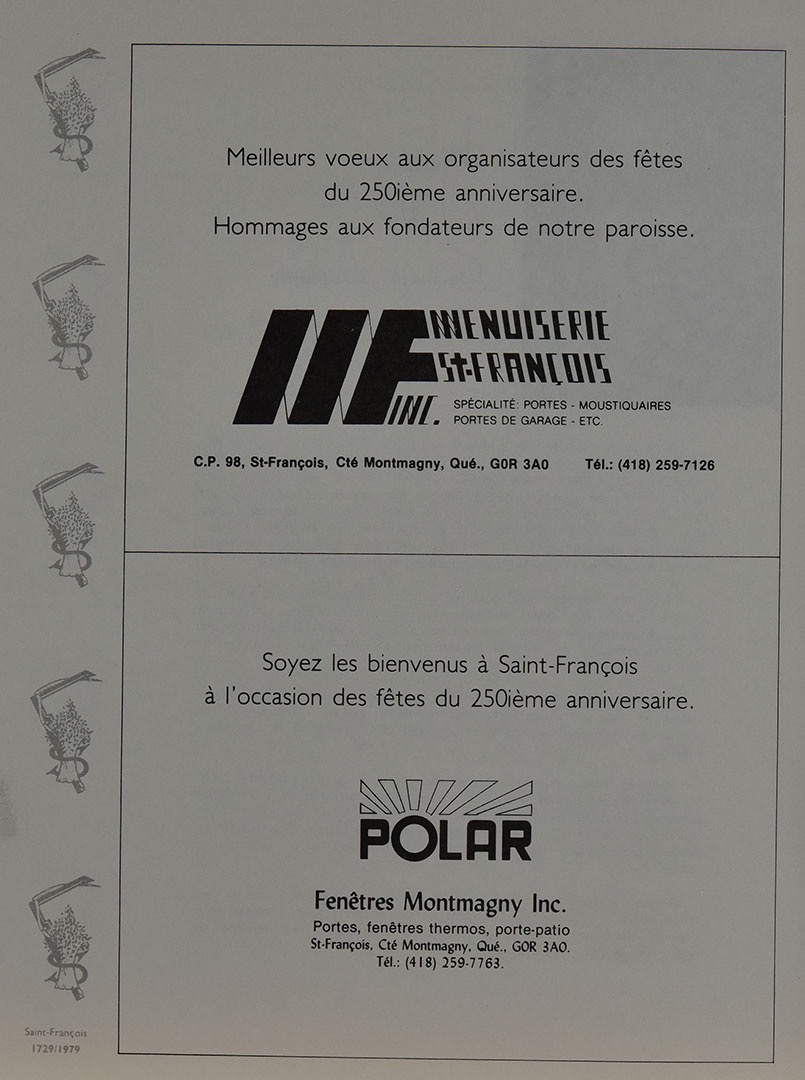 Meilleurs voeux aux organisateurs des fêtes
du 250ième anniversaire.
Hommages aux fondateurs de notre paroisse.
MENUISERIE
ST-FRANÇOIS
INC.
SPÉCIALITÉ: PORTES - MOUSTIQUAIRES
PORTES DE GARAGE - ETC.
C.P. 98, St-François, Cté Montmagny, Qué., G0R 3A0 Tél.: (418) 259-7126
Soyez les bienvenus à Saint-François
à l'occasion des fêtes du 250ième anniversaire.
POLAR
Fenêtres Montmagny Inc.
Portes, fenêtres thermos, porte-patio
St-François, Cté Montmagny, Qué., G0R 3A0.
Tél.: (418) 259-7763.
Saint-François
1729/1979